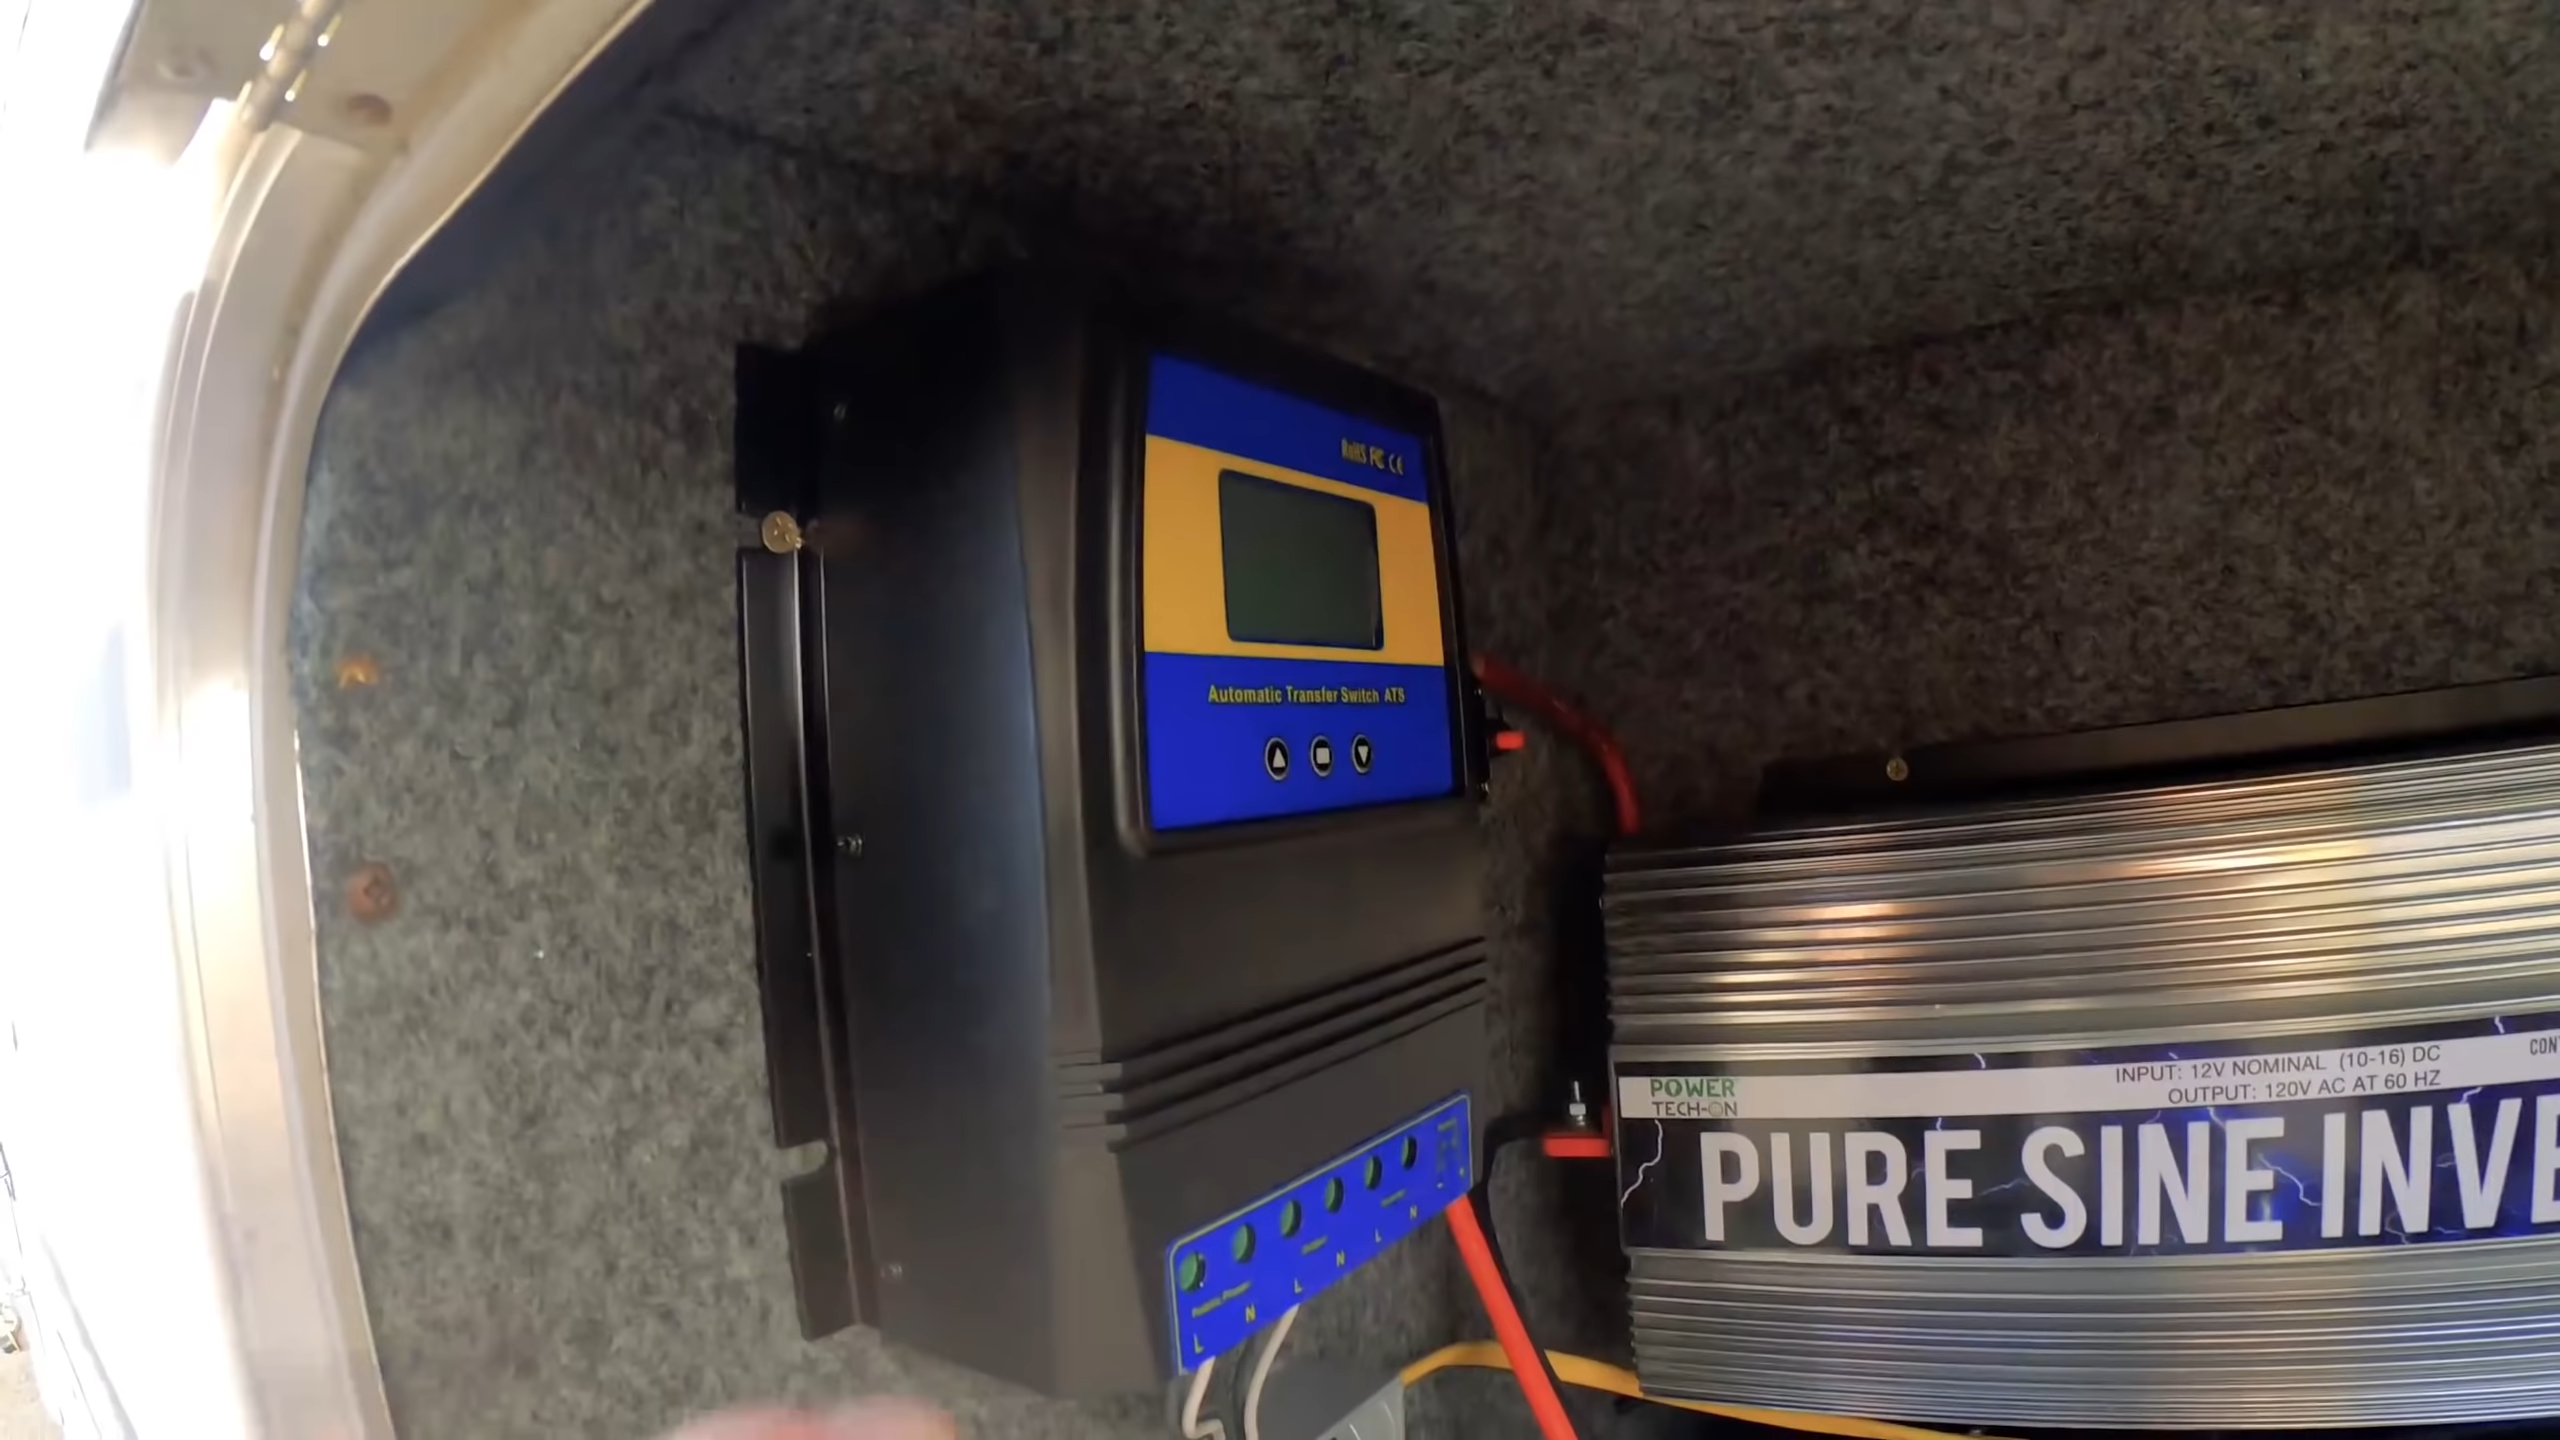 RoHS FC CE
Automatic Transfer Switch ATS
L N L N L N
POWER
TECH-ON
INPUT: 12V NOMINAL (10-16) DC
OUTPUT: 120V AC AT 60 HZ
CON
PURE SINE INVE